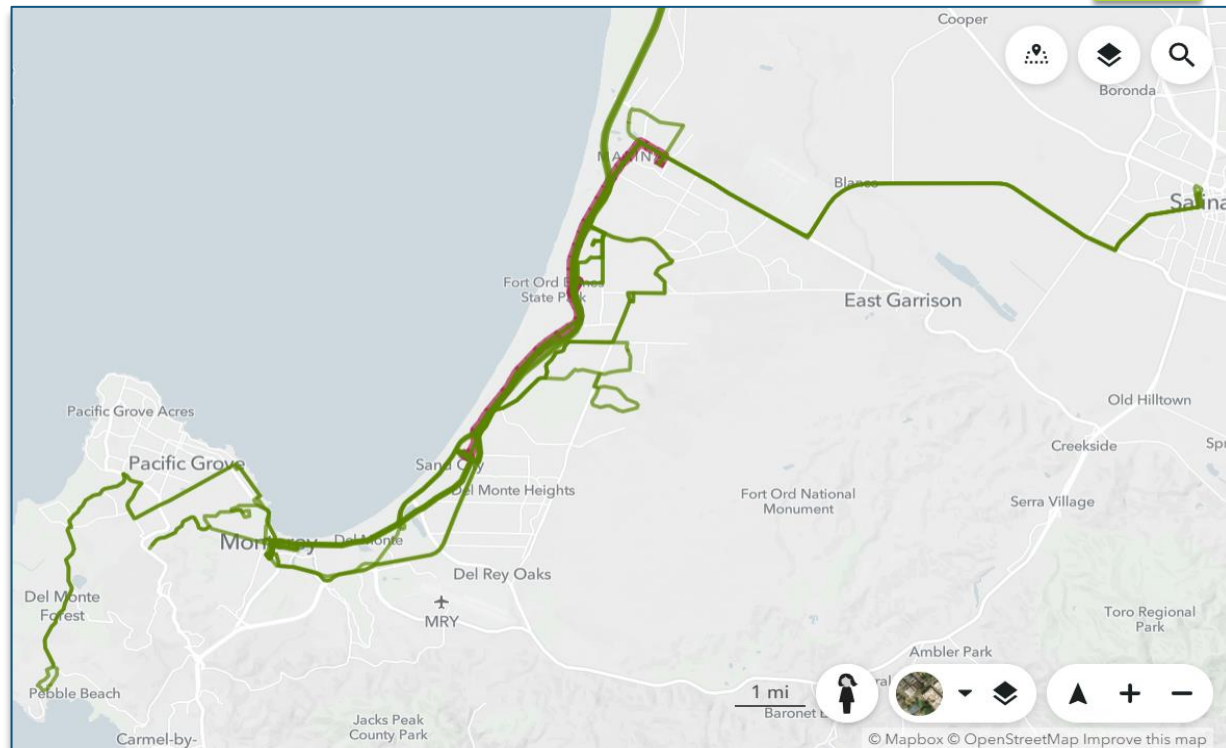 Cooper
Boronda
MARINA
Blanco
Salina
Fort Ord Dunes
State Park
East Garrison
Pacific Grove Acres
Old Hilltown
Creekside
Spr
Pacific Grove
Sand City
Del Monte Heights
Fort Ord National
Monument
Serra Village
Monterey
Del Monte
Del Rey Oaks
Del Monte
Forest
MRY
Toro Regional
Park
Ambler Park
Pebble Beach
1 mi
ral
Baronet E
Jacks Peak
County Park
Carmel-by-
© Mapbox © OpenStreetMap Improve this map